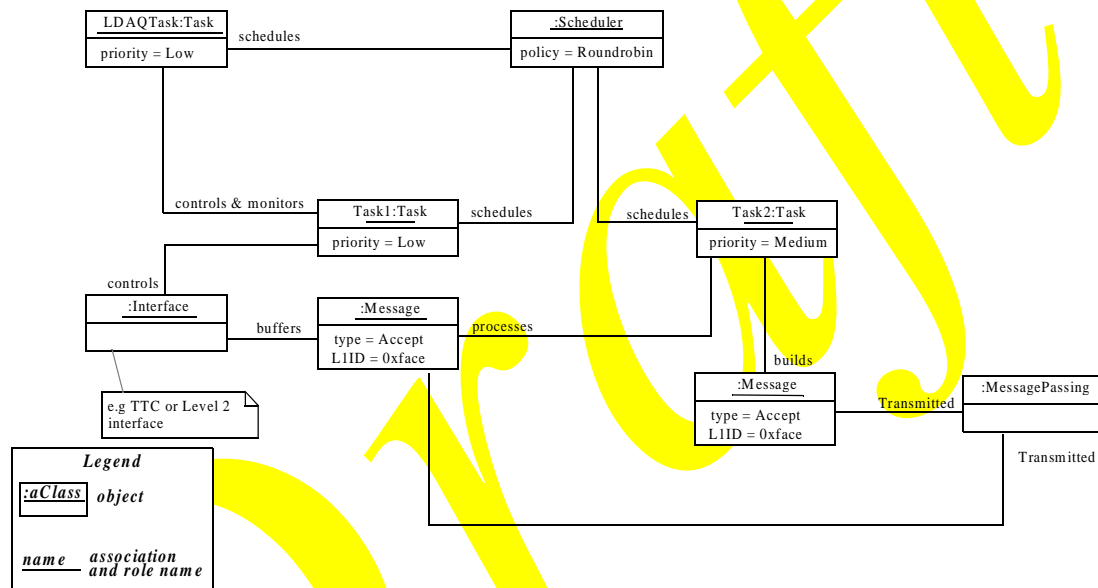 LDAQTask:Task
priority = Low
schedules
:Scheduler
policy = Roundrobin
controls & monitors
Task1:Task
priority = Low
schedules
schedules
Task2:Task
priority = Medium
controls
:Interface
buffers
:Message
type = Accept
L1ID = 0xface
processes
builds
e.g TTC or Level 2
interface
:Message
type = Accept
L1ID = 0xface
Transmitted
:MessagePassing
Transmitted
Legend
:aClass object
name association
and role name